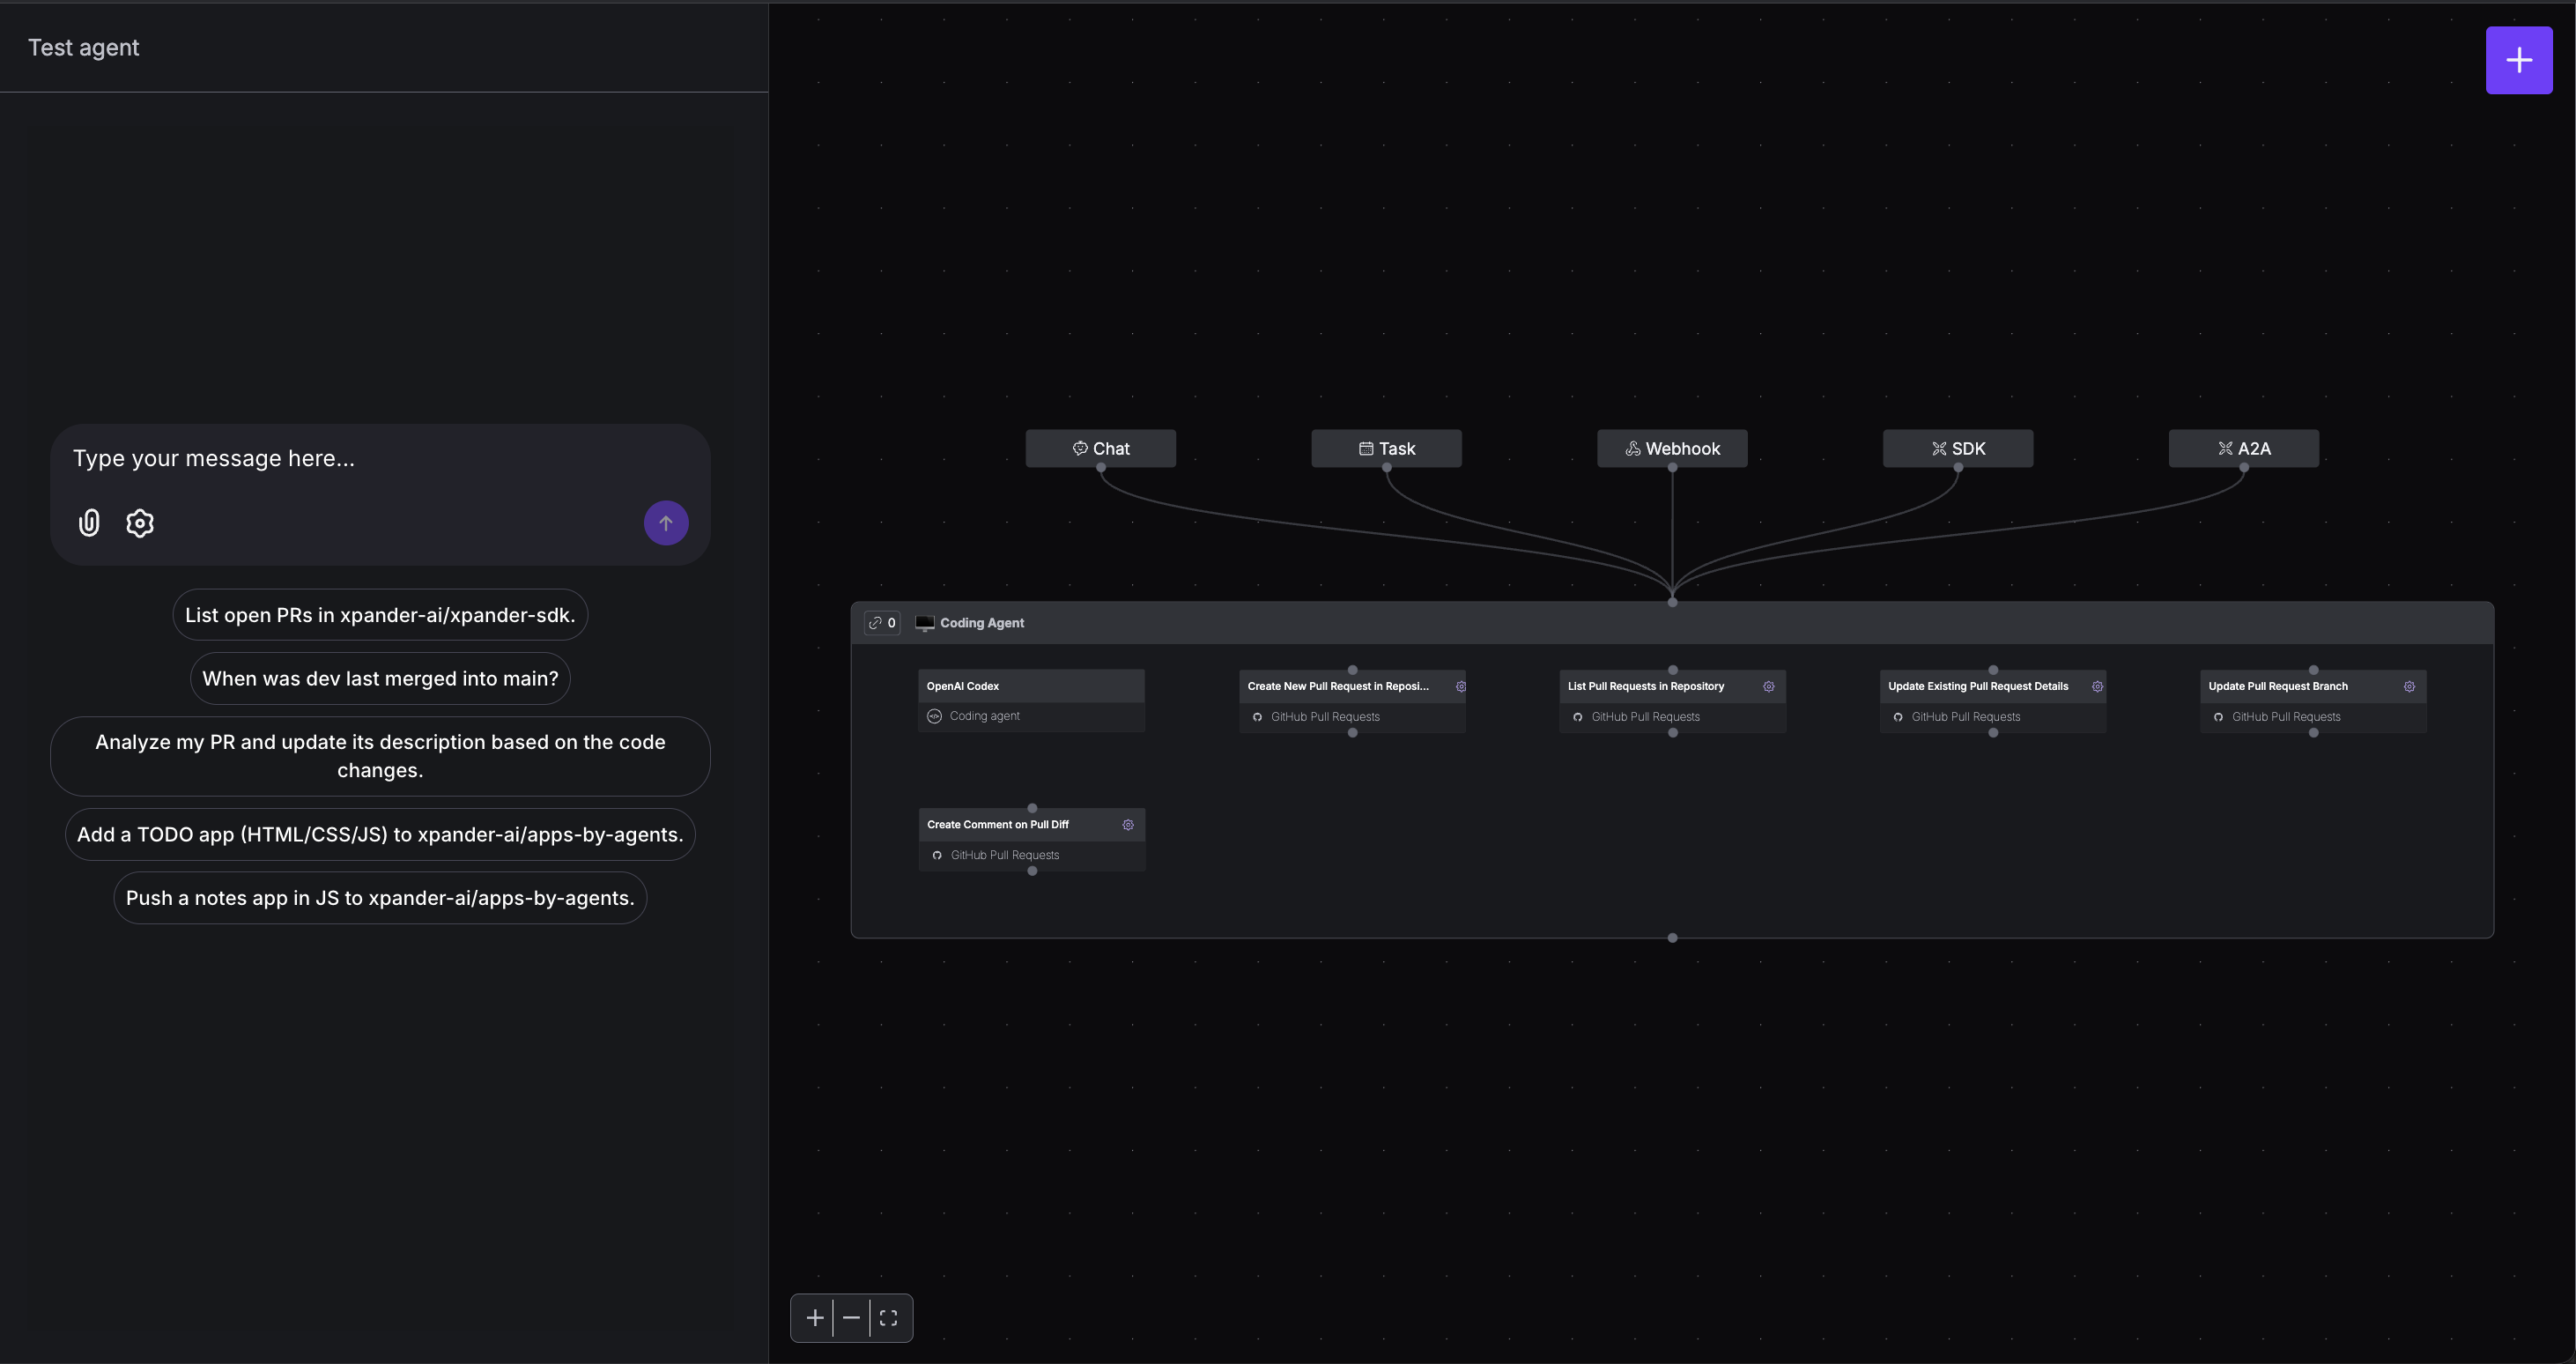 Test agent
Type your message here...
List open PRs in xpander-ai/xpander-sdk.
When was dev last merged into main?
Analyze my PR and update its description based on the code
changes.
Add a TODO app (HTML/CSS/JS) to xpander-ai/apps-by-agents.
Push a notes app in JS to xpander-ai/apps-by-agents.
Chat
Task
Webhook
SDK
A2A
0
Coding Agent
OpenAI Codex
Coding agent
Create New Pull Request in Reposi...
GitHub Pull Requests
List Pull Requests in Repository
GitHub Pull Requests
Update Existing Pull Request Details
GitHub Pull Requests
Update Pull Request Branch
GitHub Pull Requests
Create Comment on Pull Diff
GitHub Pull Requests